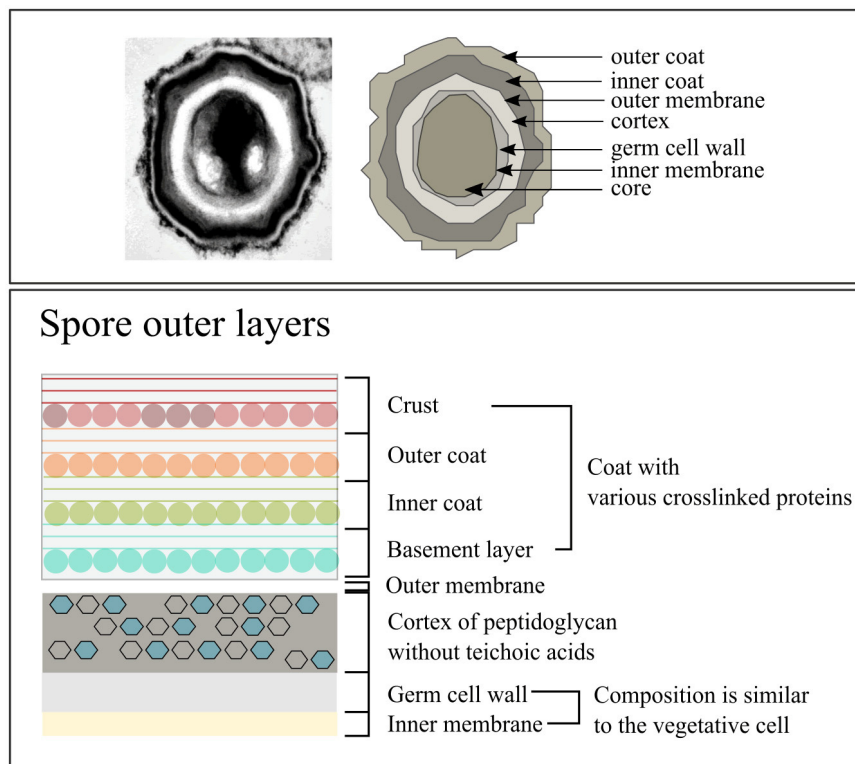 outer coat
inner coat
outer membrane
cortex
germ cell wall
inner membrane
core
Spore outer layers
Crust
Outer coat
Inner coat
Basement layer
Coat with
various crosslinked proteins
Outer membrane
Cortex of peptidoglycan
without teichoic acids
Germ cell wall
Inner membrane
Composition is similar
to the vegetative cell